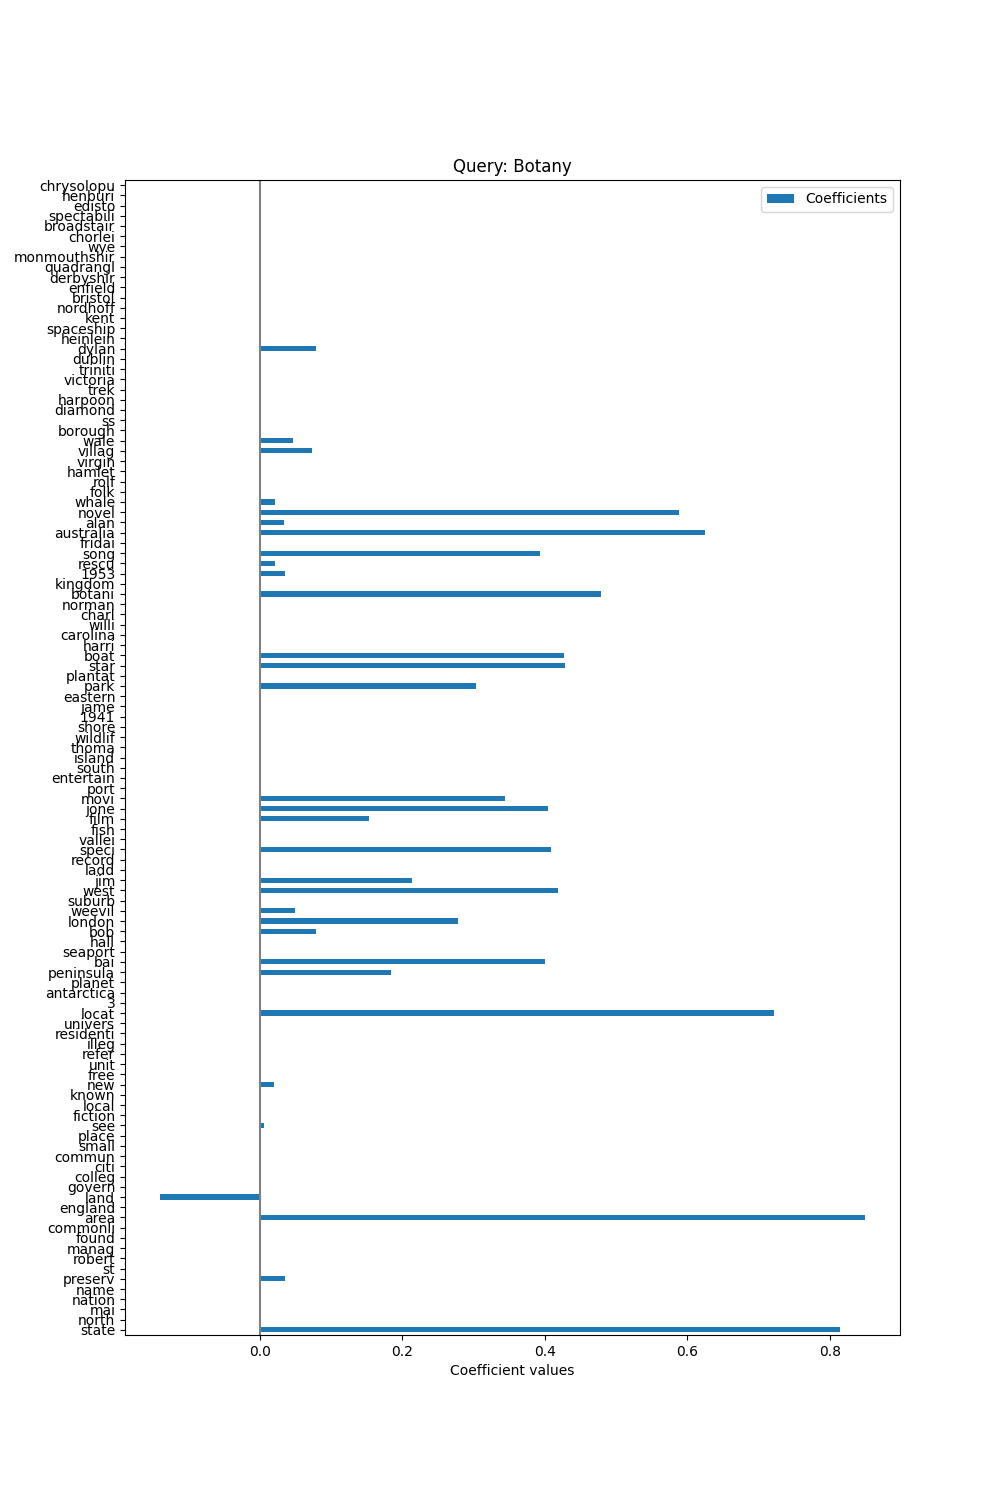 Query: Botany
Coefficients
chrysolopu
henburi
edisto
spectabili
broadstair
chorlei
wye
monmouthshir
quadrangl
derbyshir
enfield
bristol
nordhoff
kent
spaceship
heinlein
dylan
dublin
triniti
victoria
trek
harpoon
diamond
ss
borough
wale
villag
virgin
hamlet
rolf
folk
whale
novel
alan
australia
fridai
song
rescu
1953
kingdom
botani
norman
charl
willi
carolina
harri
boat
star
plantat
park
eastern
jame
1941
shore
wildlif
thoma
island
south
entertain
port
movi
jone
film
fish
vallei
speci
record
ladd
jim
west
suburb
weevil
london
bob
hall
seaport
bai
peninsula
planet
antarctica
3
locat
univers
residenti
illeg
refer
unit
free
new
known
local
fiction
see
place
small
commun
citi
colleg
govern
land
england
area
commonli
found
manag
robert
st
preserv
name
nation
mai
north
state
0.0 0.2 0.4 0.6 0.8
Coefficient values